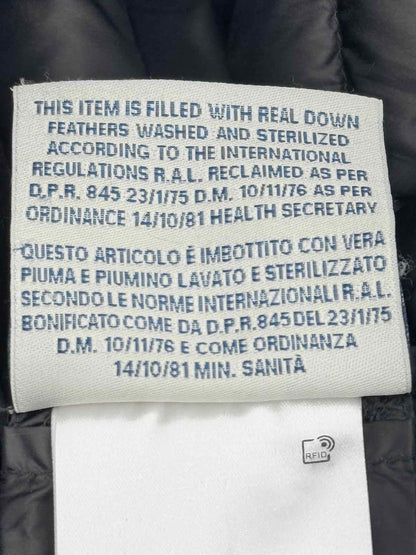 THIS ITEM IS FILLED WITH REAL DOWN
FEATHERS WASHED AND STERILIZED
ACCORDING TO THE INTERNATIONAL
REGULATIONS R.A.L. RECLAIMED AS PER
D.P.R. 845 23/1/75 D.M. 10/11/76 AS PER
ORDINANCE 14/10/81 HEALTH SECRETARY
QUESTO ARTICOLO È IMBOTTITO CON VERA
PIUMA E PIUMINO LAVATO E STERILIZZATO
SECONDO LE NORME INTERNAZIONALI R.A.L.
BONIFICATO COME DA D.P.R. 845 DEL 23/1/75
D.M. 10/11/76 E COME ORDINANZA
14/10/81 MIN. SANITÀ
RFID